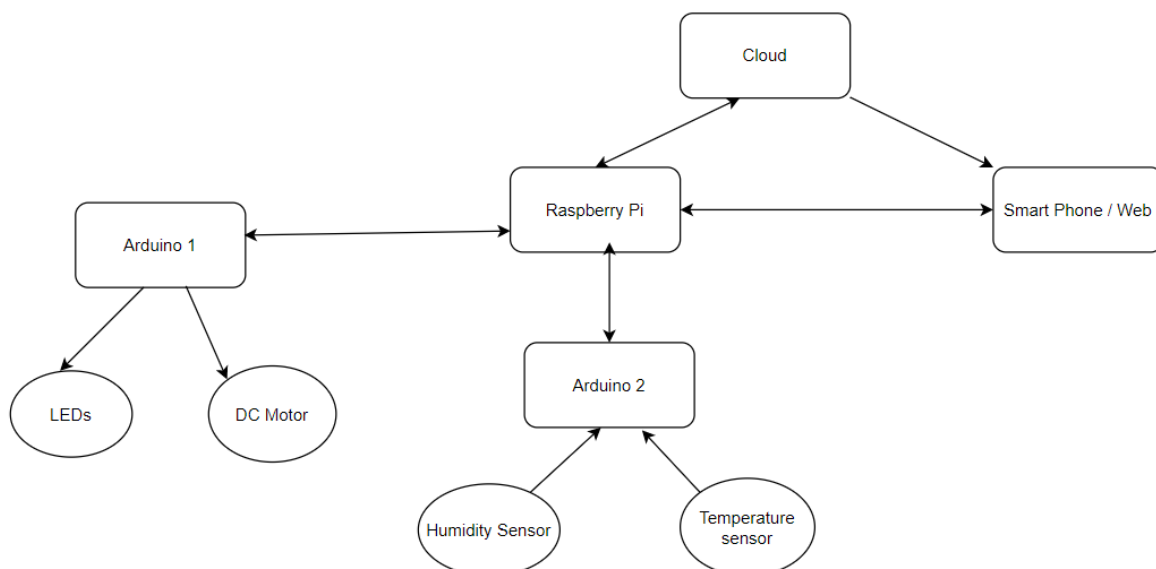 Cloud
Raspberry Pi
Smart Phone / Web
Arduino 1
Arduino 2
LEDs
DC Motor
Humidity Sensor
Temperature
sensor